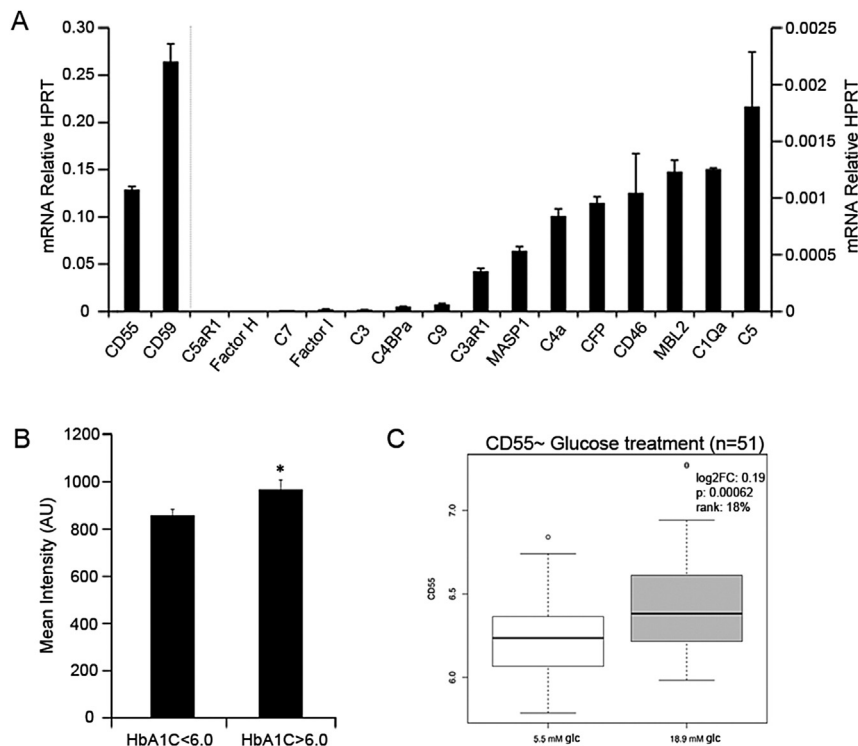 A
mRNA Relative HPRT
0.30
0.25
0.20
0.15
0.10
0.05
0
0.0025
0.002
0.0015
0.001
0.0005
0
mRNA Relative HPRT
CD55 CD59 C5aR1 Factor H C7 Factor I C3 C4BPa C9 C3aR1 MASP1 C4a CFP CD46 MBL2 C1Qa C5
B
Mean Intensity (AU)
1200
1000
800
600
400
200
0
*
HbA1C<6.0 HbA1C>6.0
C
CD55~ Glucose treatment (n=51)
log2FC: 0.19
p: 0.00062
rank: 18%
CD55
7.0
6.5
6.0
5.5 mM glc 18.9 mM glc